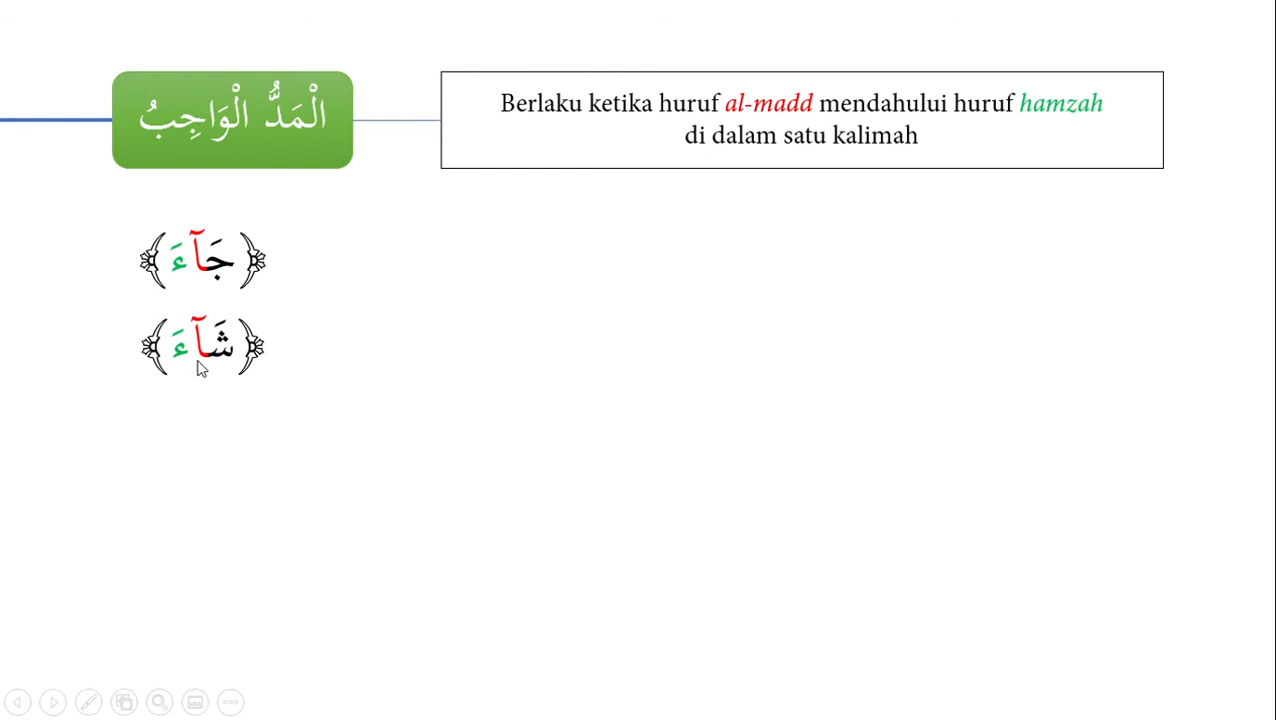 الْمَدُّ الْوَاجِبُ
Berlaku ketika huruf al-madd mendahului huruf hamzah
di dalam satu kalimah
﴿ جَآءَ ﴾
﴿ شَآءَ ﴾